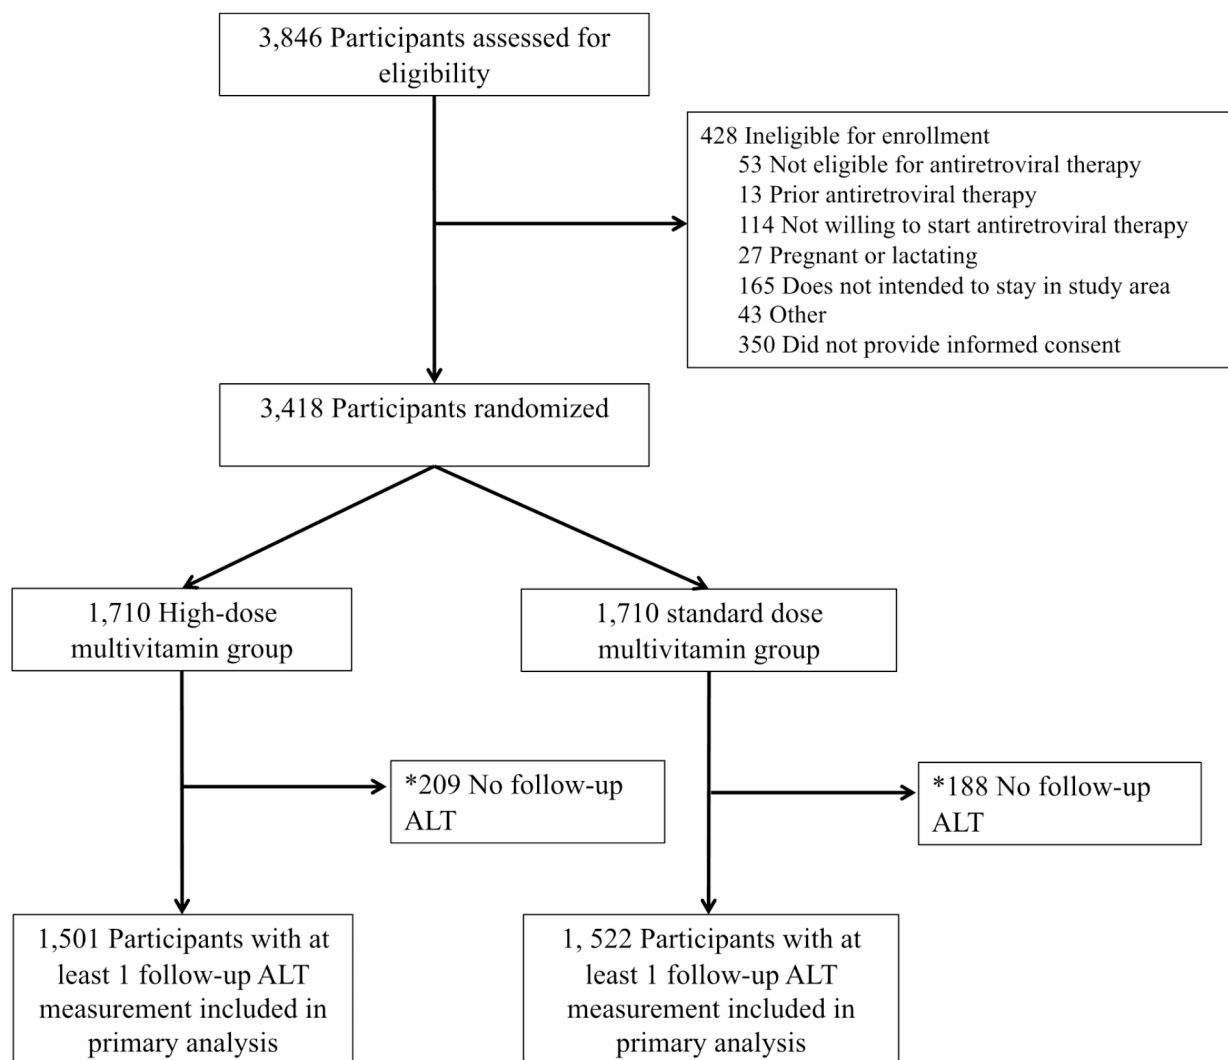 3,846 Participants assessed for
eligibility
428 Ineligible for enrollment
53 Not eligible for antiretroviral therapy
13 Prior antiretroviral therapy
114 Not willing to start antiretroviral therapy
27 Pregnant or lactating
165 Does not intended to stay in study area
43 Other
350 Did not provide informed consent
3,418 Participants randomized
1,710 High-dose
multivitamin group
1,710 standard dose
multivitamin group
*209 No follow-up
ALT
*188 No follow-up
ALT
1,501 Participants with at
least 1 follow-up ALT
measurement included in
primary analysis
1, 522 Participants with at
least 1 follow-up ALT
measurement included in
primary analysis